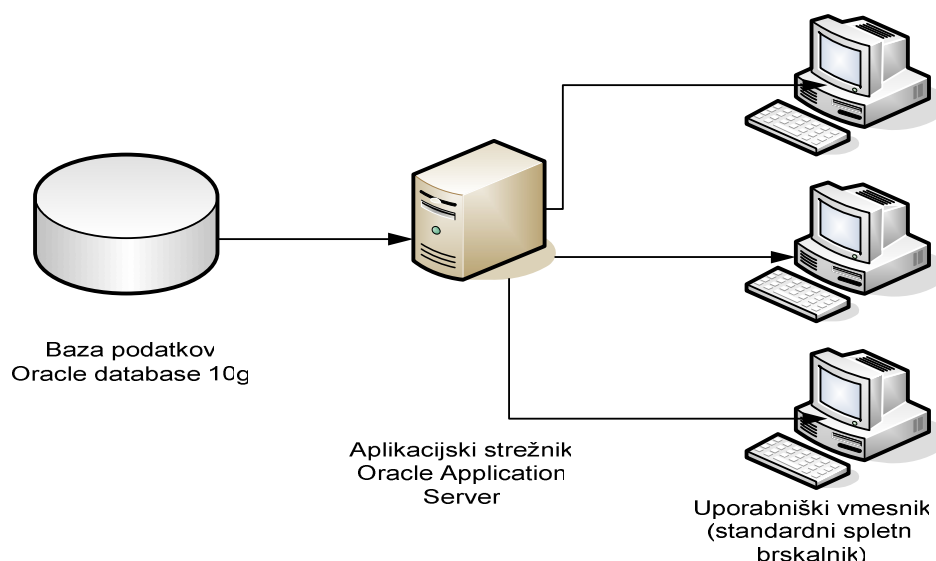 Baza podatkov
Oracle database 10g
Aplikacijski strežnik
Oracle Application
Server
Uporabniški vmesnik
(standardni spletn
brskalnik)